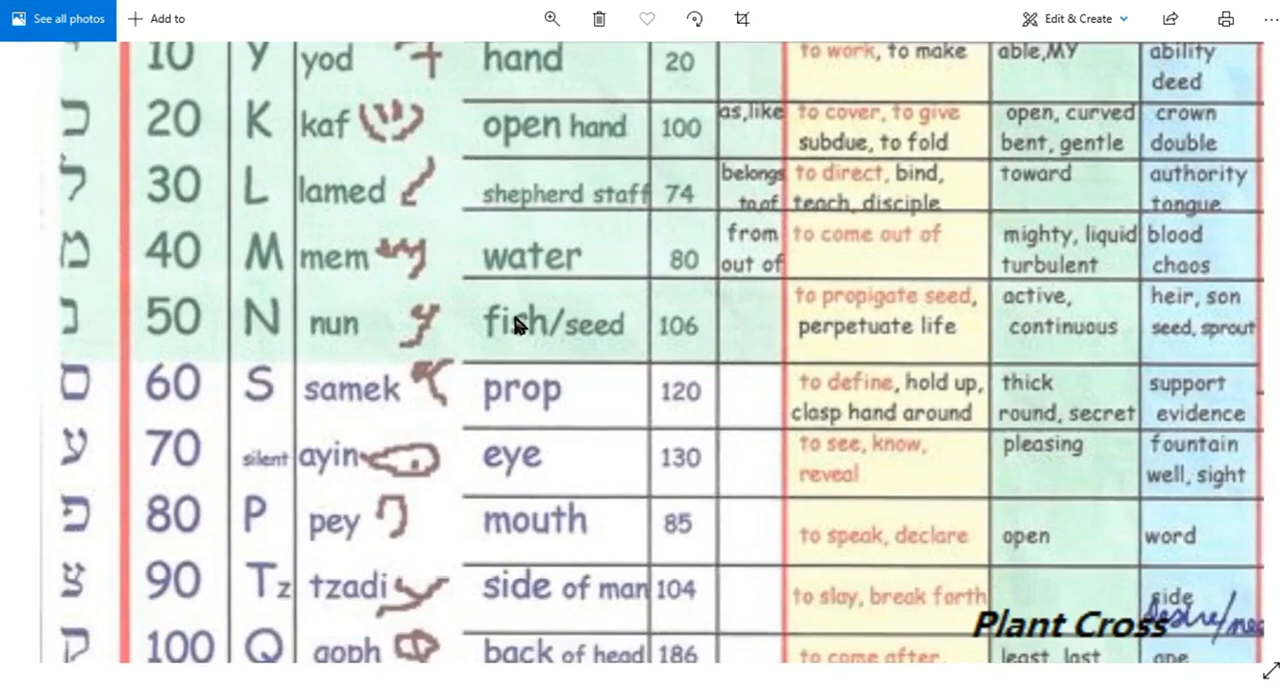 See all photos Add to Edit & Create
10 Y yod hand 20 to work, to make able,MY ability
deed
כ 20 K kaf open hand 100 as,like to cover, to give open, curved crown
subdue, to fold bent, gentle double
ל 30 L lamed shepherd staff 74 belongs to direct, bind, toward authority
to,of teach, disciple tongue
מ 40 M mem water 80 from to come out of mighty, liquid blood
out of turbulent chaos
נ 50 N nun fish/seed 106 to propigate seed, active, heir, son
perpetuate life continuous seed, sprout
ס 60 S samek prop 120 to define, hold up, thick support
clasp hand around round, secret evidence
ע 70 silent ayin eye 130 to see, know, pleasing fountain
reveal well, sight
פ 80 P pey mouth 85 to speak, declare open word
צ 90 Tz tzadi side of man 104 to slay, break forth side
Plant Cross desire/
ק 100 Q qoph back of head 186 to come after, least, last ape